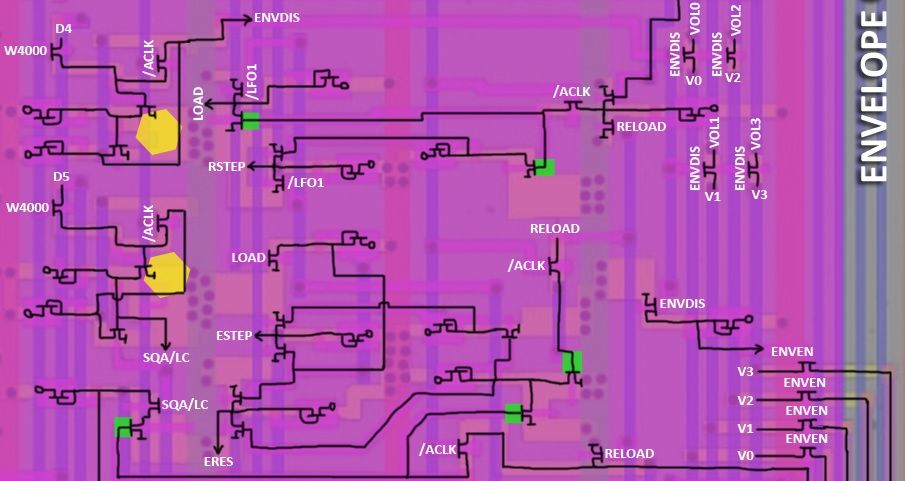 D4
ENVDIS
W4000
/ACLK
/LFO1
LOAD
/ACLK
RELOAD
ENVDIS
VOL0
V0
ENVDIS
VOL2
V2
ENVELOPE
ENVDIS
VOL1
V1
ENVDIS
VOL3
V3
RSTEP
/LFO1
D5
W4000
/ACLK
LOAD
RELOAD
/ACLK
ENVDIS
ESTEP
SQA/LC
ENVEN
V3
ENVEN
V2
ENVEN
V1
ENVEN
V0
SQA/LC
ERES
/ACLK
RELOAD